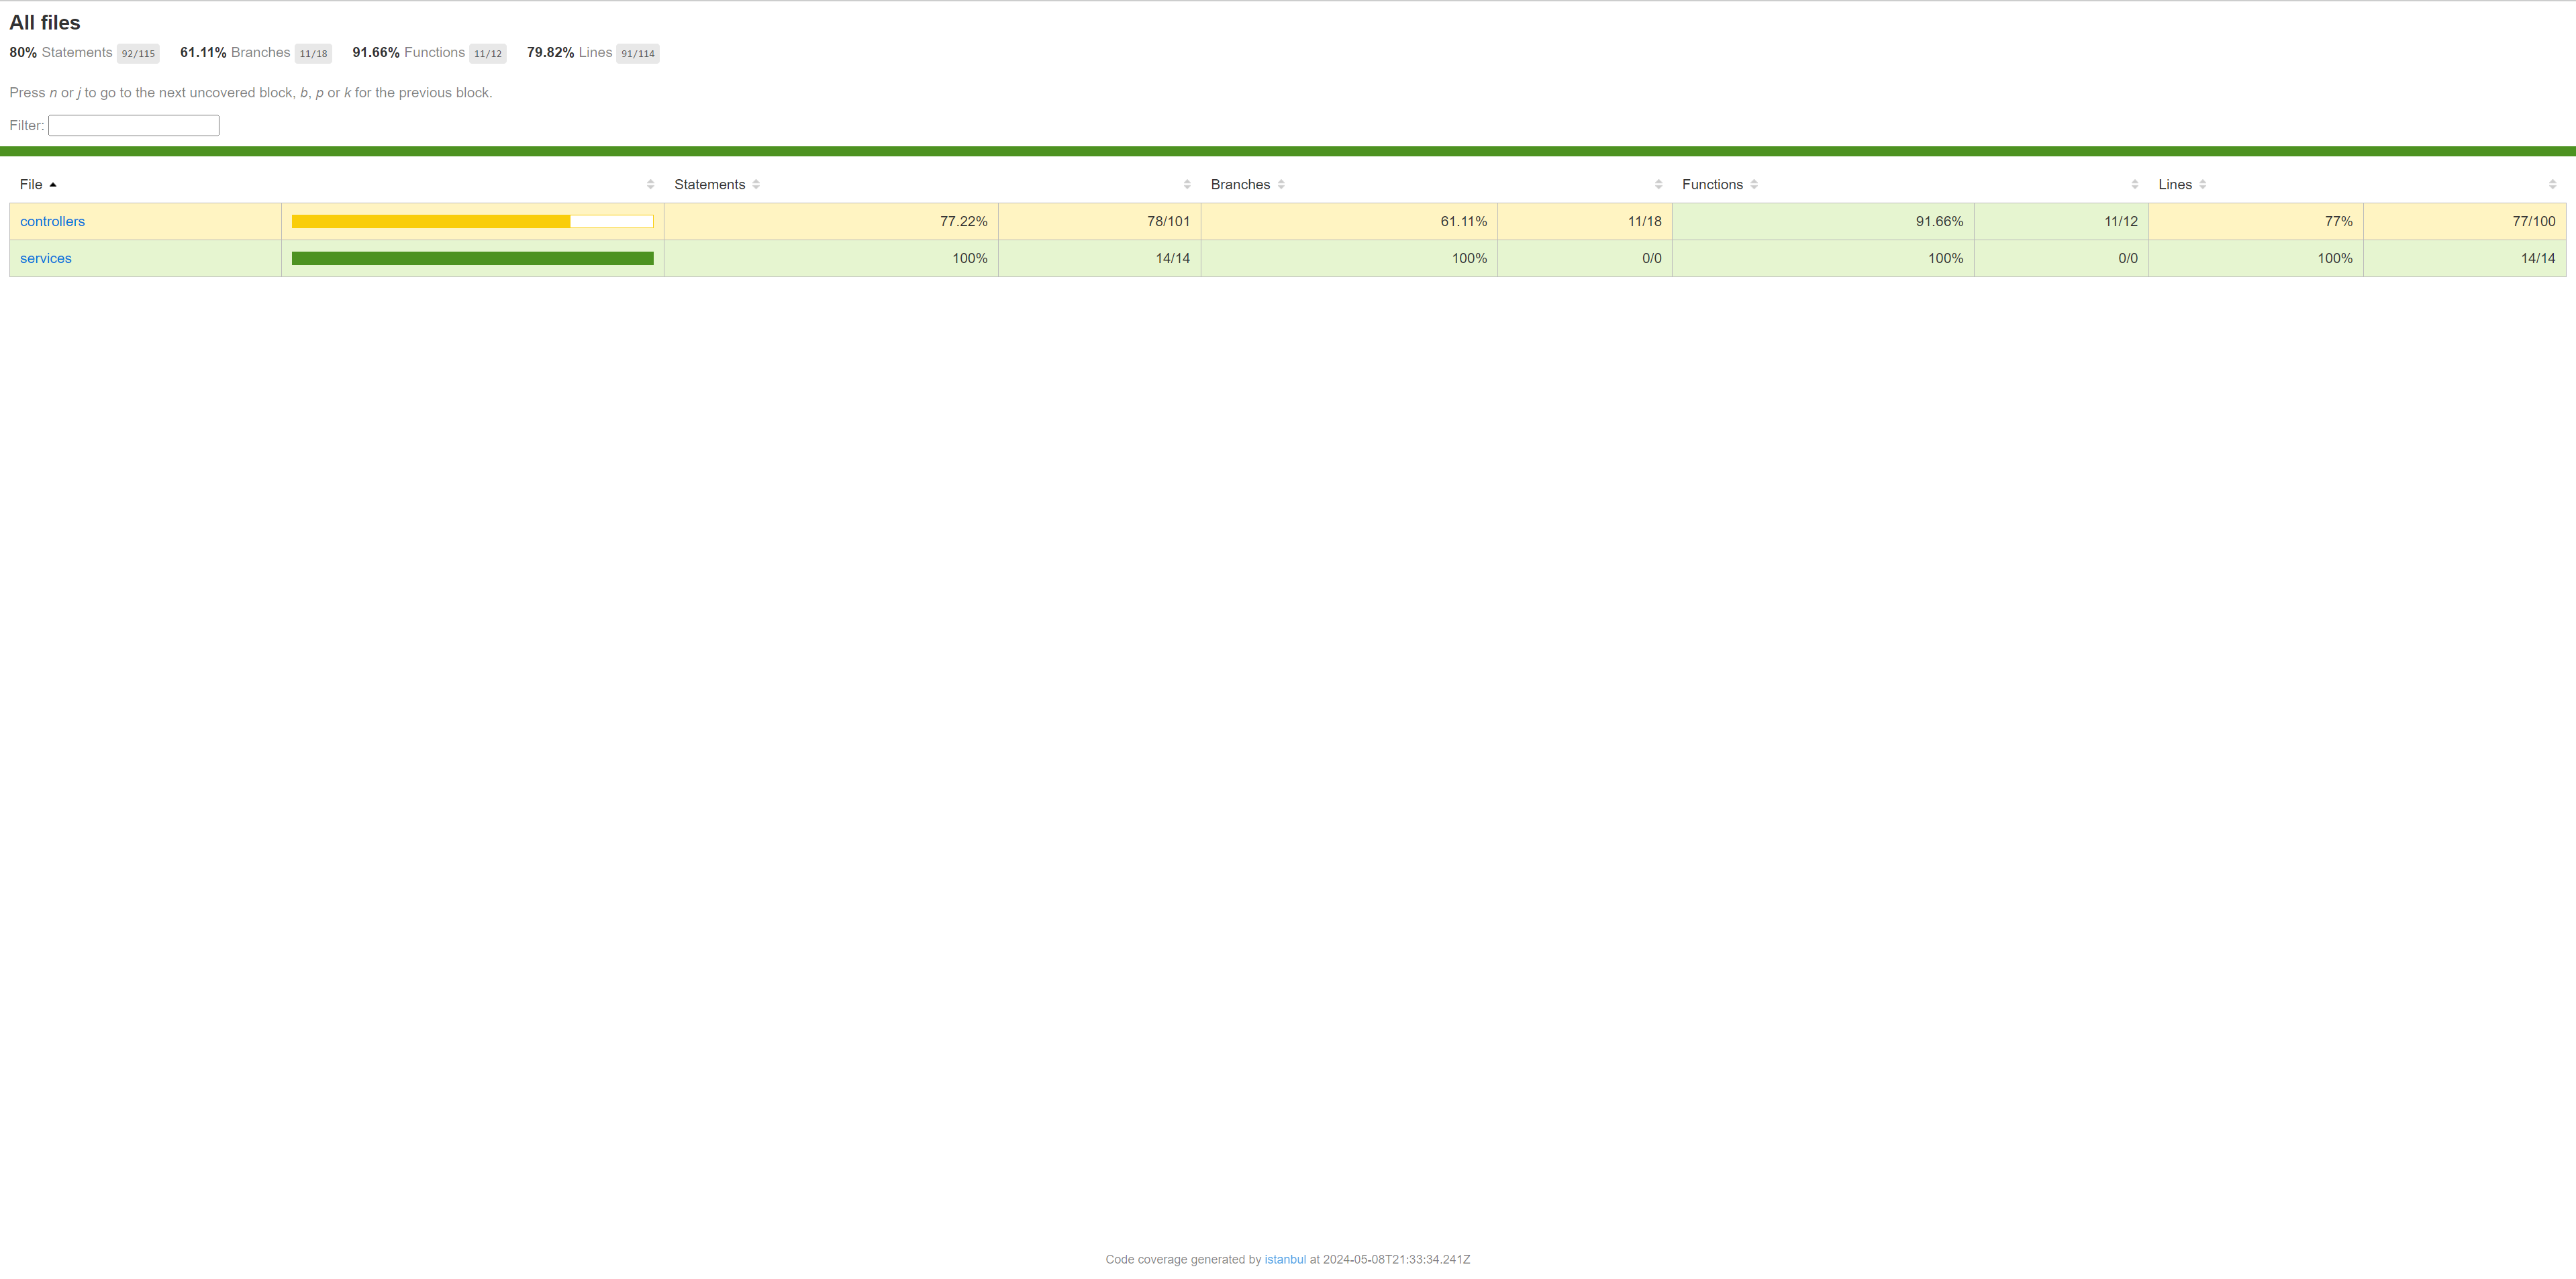 All files
80% Statements 92/115 61.11% Branches 11/18 91.66% Functions 11/12 79.82% Lines 91/114
Press n or j to go to the next uncovered block, b, p or k for the previous block.
Filter:
File Statements Branches Functions Lines
controllers 77.22% 78/101 61.11% 11/18 91.66% 11/12 77% 77/100
services 100% 14/14 100% 0/0 100% 0/0 100% 14/14
Code coverage generated by istanbul at 2024-05-08T21:33:34.241Z